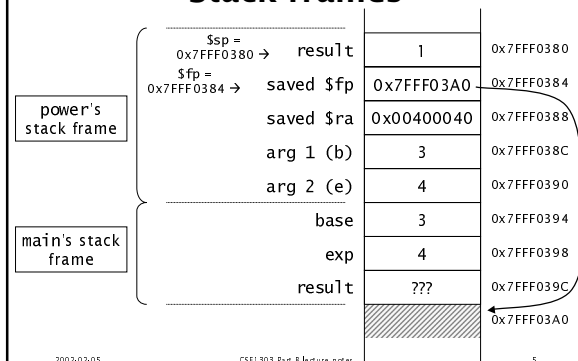 Stack frames
$sp =
0x7FFF0380 → result 1 0x7FFF0380
$fp =
0x7FFF0384 → saved $fp 0x7FFF03A0 0x7FFF0384
power's
stack frame
saved $ra 0x00400040 0x7FFF0388
arg 1 (b) 3 0x7FFF038C
arg 2 (e) 4 0x7FFF0390
base 3 0x7FFF0394
main's stack
frame
exp 4 0x7FFF0398
result ??? 0x7FFF039C
0x7FFF03A0
2002-02-05 CSE1303 Part B lecture notes 5